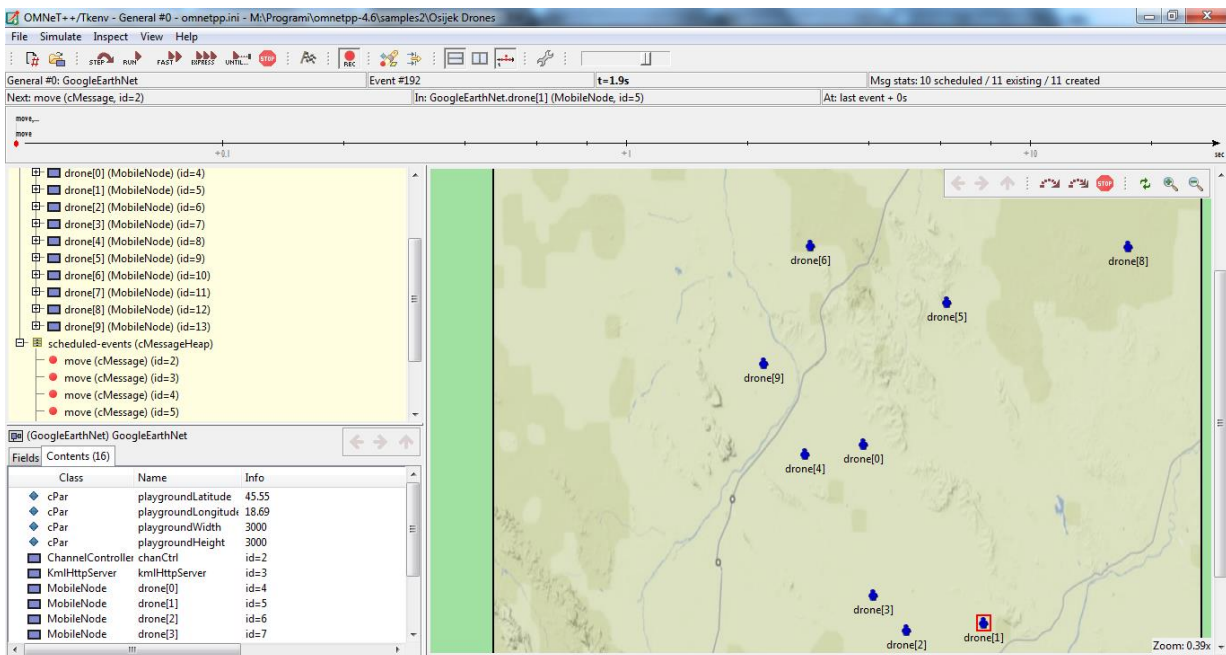 OMNeT++/Tkenv - General #0 - omnetpp.ini - M:\Programi\omnetpp-4.6\samples2\Osijek Drones
File Simulate Inspect View Help
STEP RUN FAST EXPRESS UNTIL... STOP REC
General #0: GoogleEarthNet Event #192 t=1.9s Msg stats: 10 scheduled / 11 existing / 11 created
Next: move (cMessage, id=2) In: GoogleEarthNet.drone[1] (MobileNode, id=5) At: last event + 0s
move,...
move
+0.1 +1 +10 sec
drone[0] (MobileNode) (id=4)
drone[1] (MobileNode) (id=5)
drone[2] (MobileNode) (id=6)
drone[3] (MobileNode) (id=7)
drone[4] (MobileNode) (id=8)
drone[5] (MobileNode) (id=9)
drone[6] (MobileNode) (id=10)
drone[7] (MobileNode) (id=11)
drone[8] (MobileNode) (id=12)
drone[9] (MobileNode) (id=13)
scheduled-events (cMessageHeap)
move (cMessage) (id=2)
move (cMessage) (id=3)
move (cMessage) (id=4)
move (cMessage) (id=5)
(GoogleEarthNet) GoogleEarthNet
Fields Contents (16)
Class Name Info
cPar playgroundLatitude 45.55
cPar playgroundLongitude 18.69
cPar playgroundWidth 3000
cPar playgroundHeight 3000
ChannelController chanCtrl id=2
KmlHttpServer kmlHttpServer id=3
MobileNode drone[0] id=4
MobileNode drone[1] id=5
MobileNode drone[2] id=6
MobileNode drone[3] id=7
STOP
drone[6]
drone[8]
drone[5]
drone[9]
drone[0]
drone[4]
drone[3]
drone[1]
drone[2]
Zoom: 0.39x